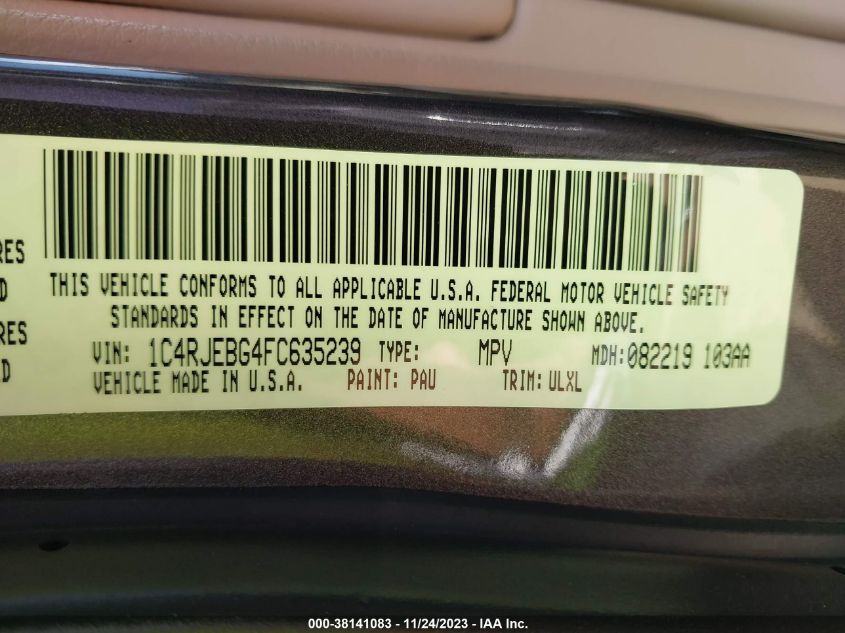 RES
D
RES
D
THIS VEHICLE CONFORMS TO ALL APPLICABLE U.S.A. FEDERAL MOTOR VEHICLE SAFETY
STANDARDS IN EFFECT ON THE DATE OF MANUFACTURE SHOWN ABOVE.
VIN: 1C4RJEBG4FC635239 TYPE: MPV MDH:082219 103AA
VEHICLE MADE IN U.S.A. PAINT: PAU TRIM: ULXL
000-38141083 - 11/24/2023 - IAA Inc.